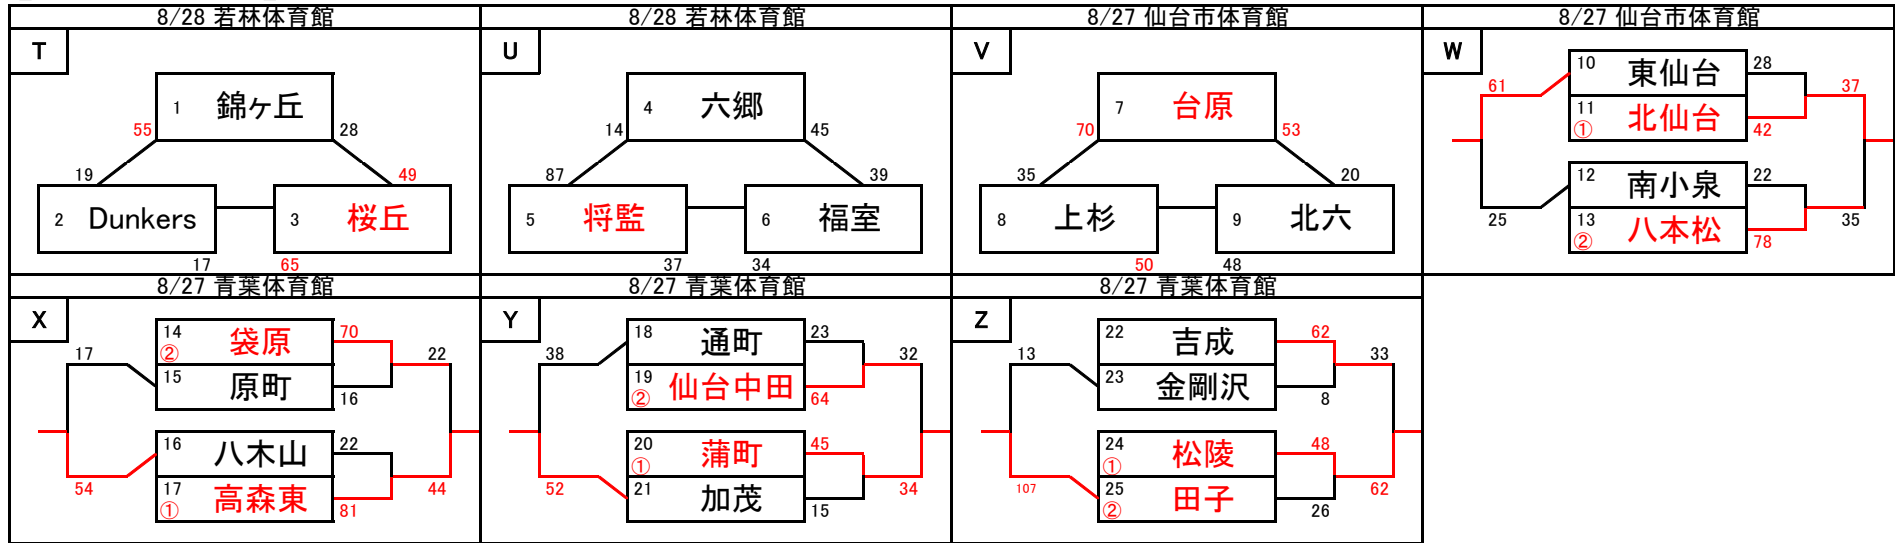 8/28 若林体育館 8/28 若林体育館 8/27 仙台市体育館 8/27 仙台市体育館
T
1 錦ヶ丘
55 28
19 49
2 Dunkers 3 桜丘
17 65
U
4 六郷
14 45
87 39
5 将監 6 福室
37 34
V
7 台原
70 53
35 20
8 上杉 9 北六
50 48
W
10 東仙台 28
61 37
11 ① 北仙台 42
12 南小泉 22
25 35
13 ② 八本松 78
8/27 青葉体育館 8/27 青葉体育館 8/27 青葉体育館
X
14 ② 袋原 70
17 22
15 原町 16
16 八木山 22
54 44
17 ① 高森東 81
Y
18 通町 23
38 32
19 ② 仙台中田 64
20 ① 蒲町 45
52 34
21 加茂 15
Z
22 吉成 62
13 33
23 金剛沢 8
24 ① 松陵 48
107 62
25 ② 田子 26